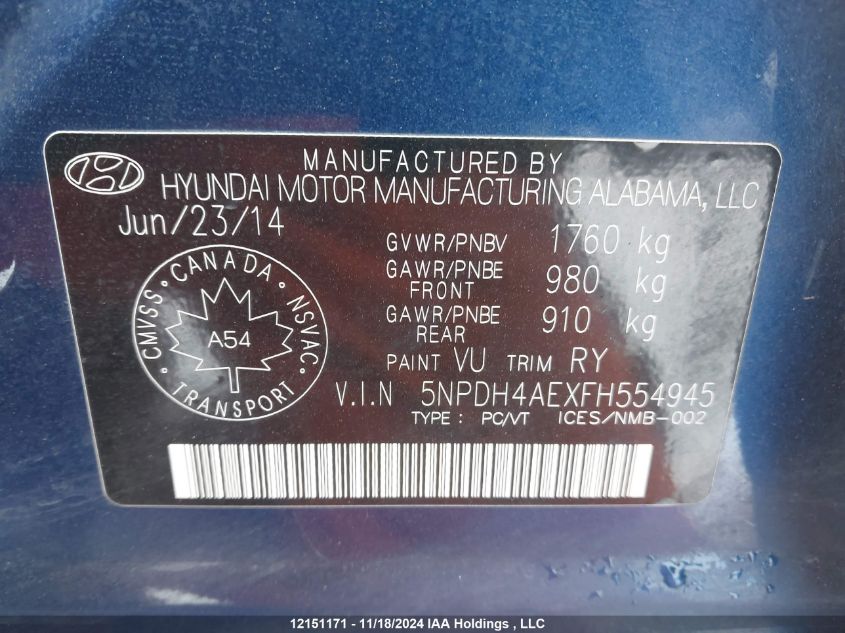 MANUFACTURED BY
HYUNDAI MOTOR MANUFACTURING ALABAMA, LLC
Jun/23/14
GVWR/PNBV 1760 kg
GAWR/PNBE FRONT 980 kg
GAWR/PNBE REAR 910 kg
PAINT VU TRIM RY
V.I.N 5NPDH4AEXFH554945
TYPE : PC/VT ICES/NMB-002
CMVSS • CANADA • NSVAC • TRANSPORT •
A54
12151171 - 11/18/2024 IAA Holdings , LLC